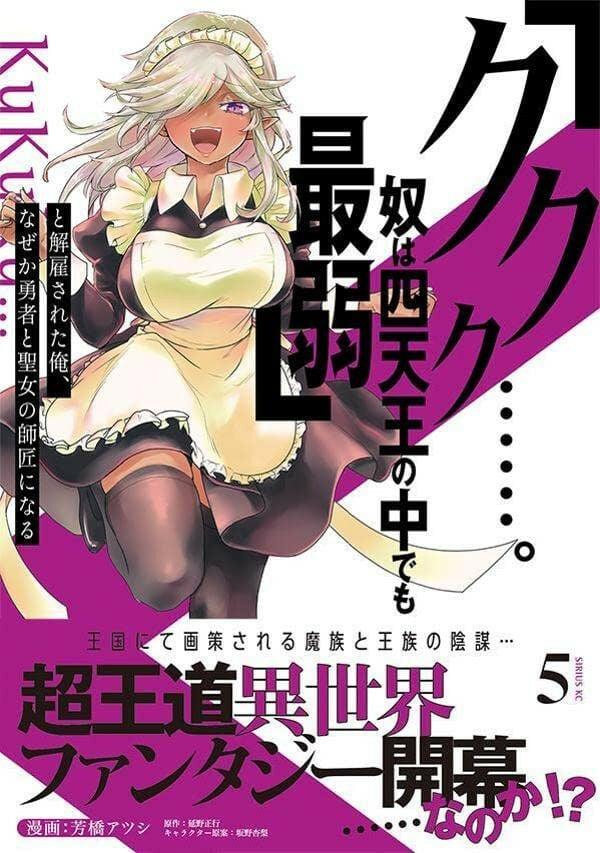 「ククク……。
奴は四天王の中でも
最弱」
と解雇された俺、
なぜか勇者と聖女の師匠になる
王国にて画策される魔族と王族の陰謀…
超王道異世界
ファンタジー開幕
……なのか!?
5
SIRIUS KC
漫画:芳橋アツシ
原作:延野正行
キャラクター原案:坂野杏梨